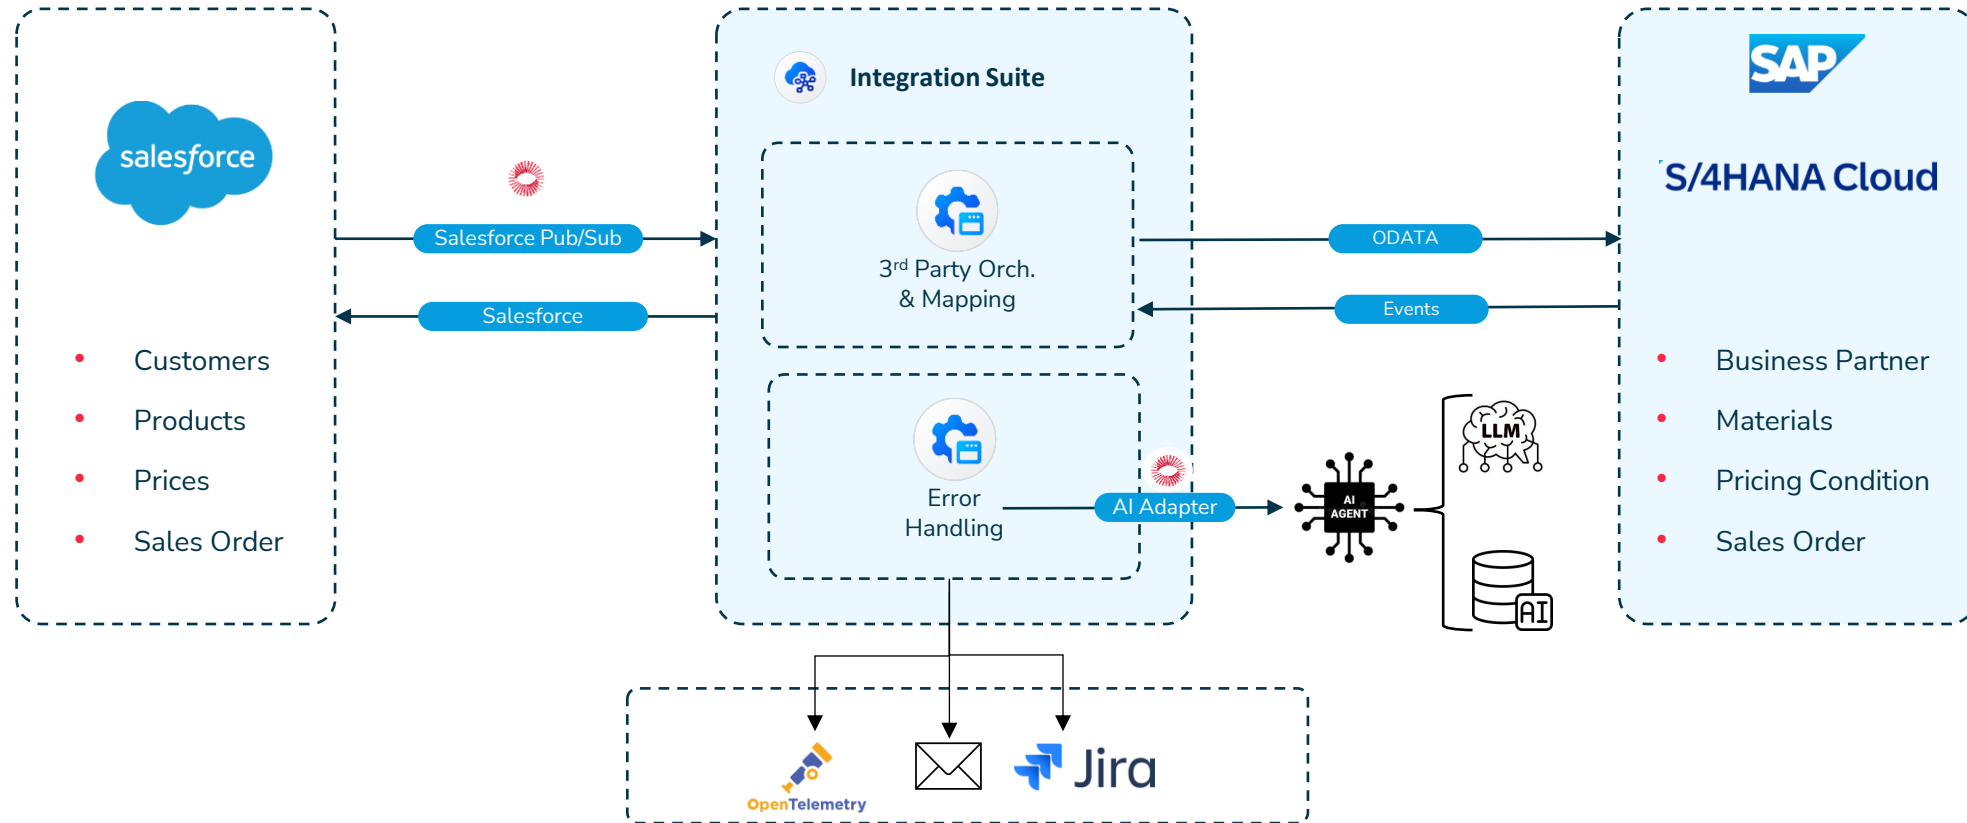 salesforce
Customers
Products
Prices
Sales Order
Salesforce Pub/Sub
Salesforce
Integration Suite
3rd Party Orch.
& Mapping
Error
Handling
AI Adapter
AI
AGENT
LLM
AI
ODATA
Events
SAP
S/4HANA Cloud
Business Partner
Materials
Pricing Condition
Sales Order
OpenTelemetry
Jira